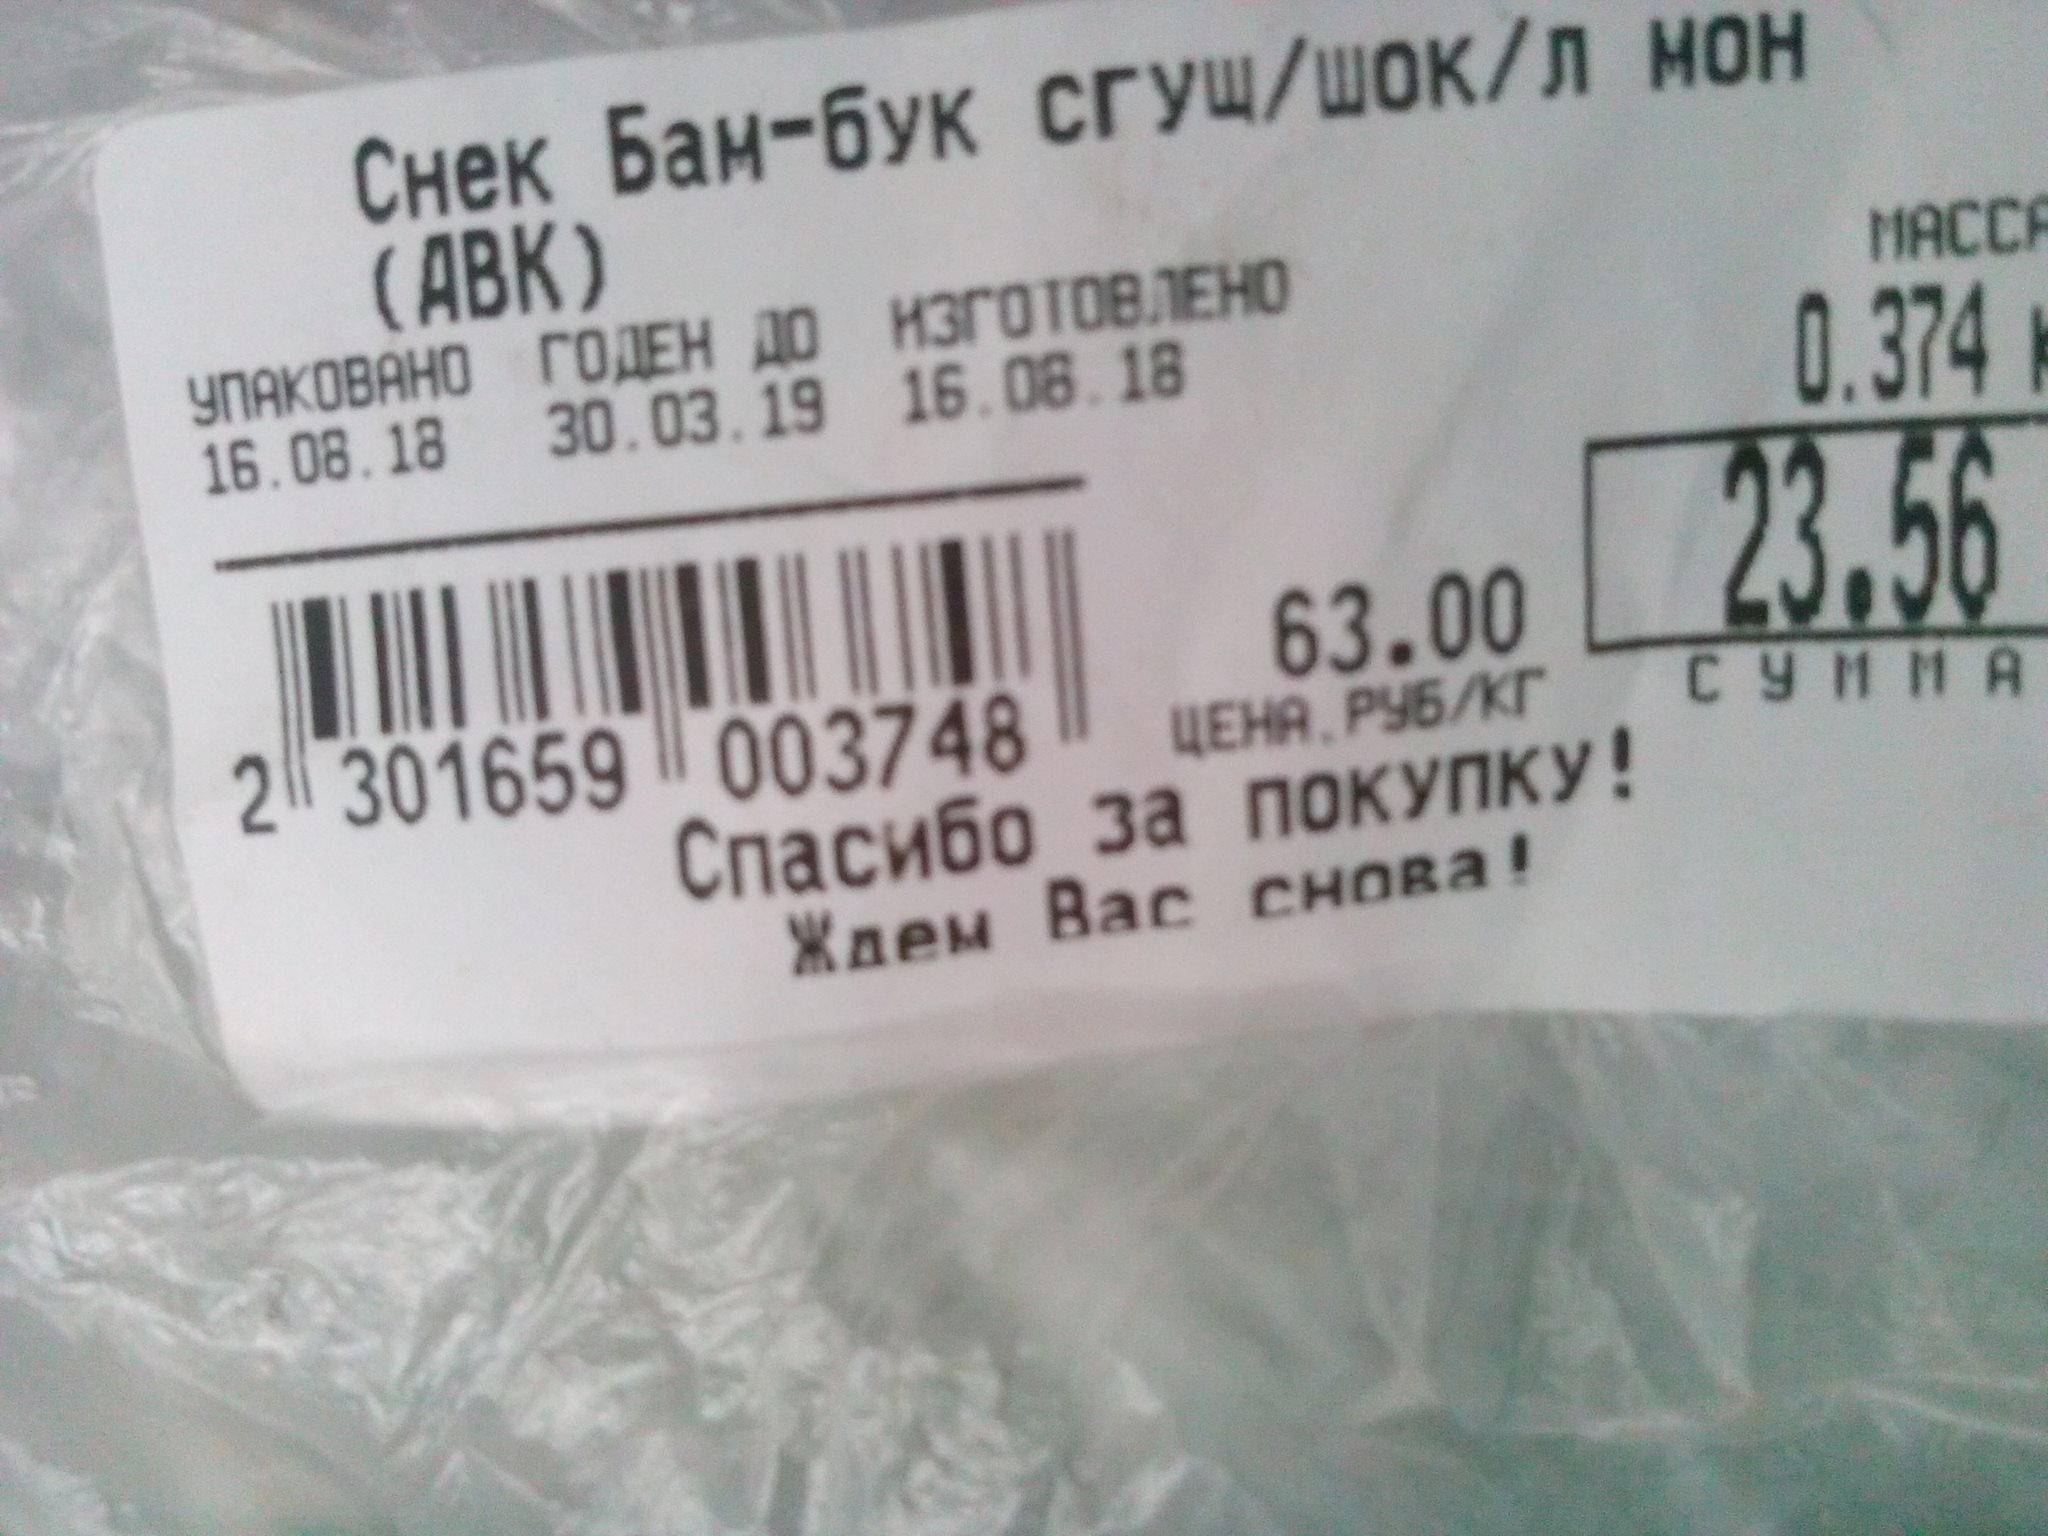 Снек Бам-бук сгущ/шок/л мон
(АВК)
УПАКОВАНО ГОДЕН ДО ИЗГОТОВЛЕНО
16.08.18 30.03.19 16.08.18
МАССА
0.374 к
23.56
СУММА
63.00
ЦЕНА.РУБ/КГ
2 301659 003748
Спасибо за покупку!
Ждем Вас снова!